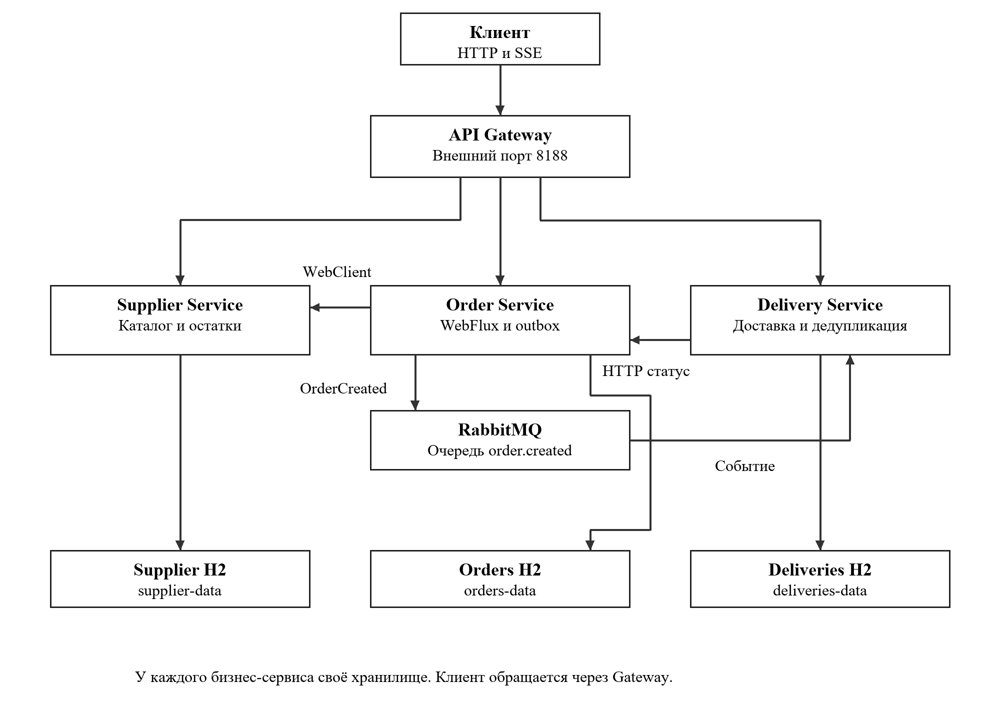 Клиент
HTTP и SSE
API Gateway
Внешний порт 8188
WebClient
Supplier Service
Каталог и остатки
Order Service
WebFlux и outbox
Delivery Service
Доставка и дедупликация
HTTP статус
OrderCreated
RabbitMQ
Очередь order.created
Событие
Supplier H2
supplier-data
Orders H2
orders-data
Deliveries H2
deliveries-data
У каждого бизнес-сервиса своё хранилище. Клиент обращается через Gateway.